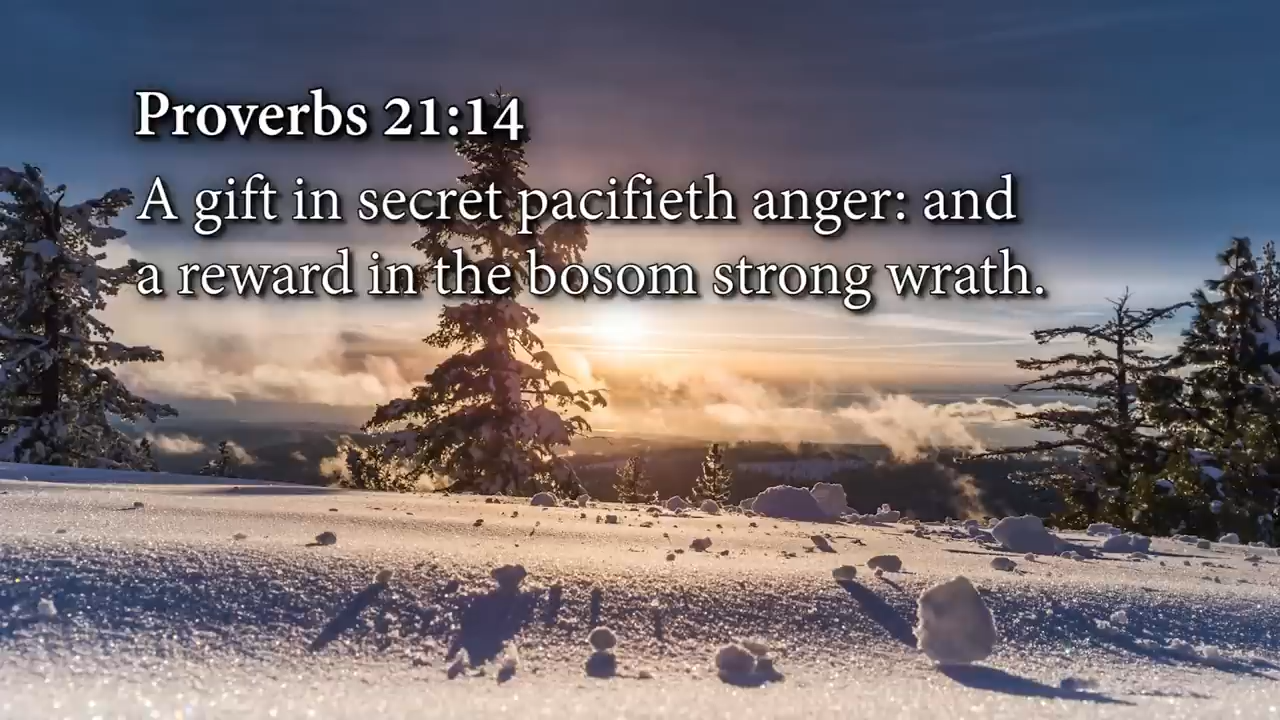 Proverbs 21:14
A gift in secret pacifieth anger: and
a reward in the bosom strong wrath.